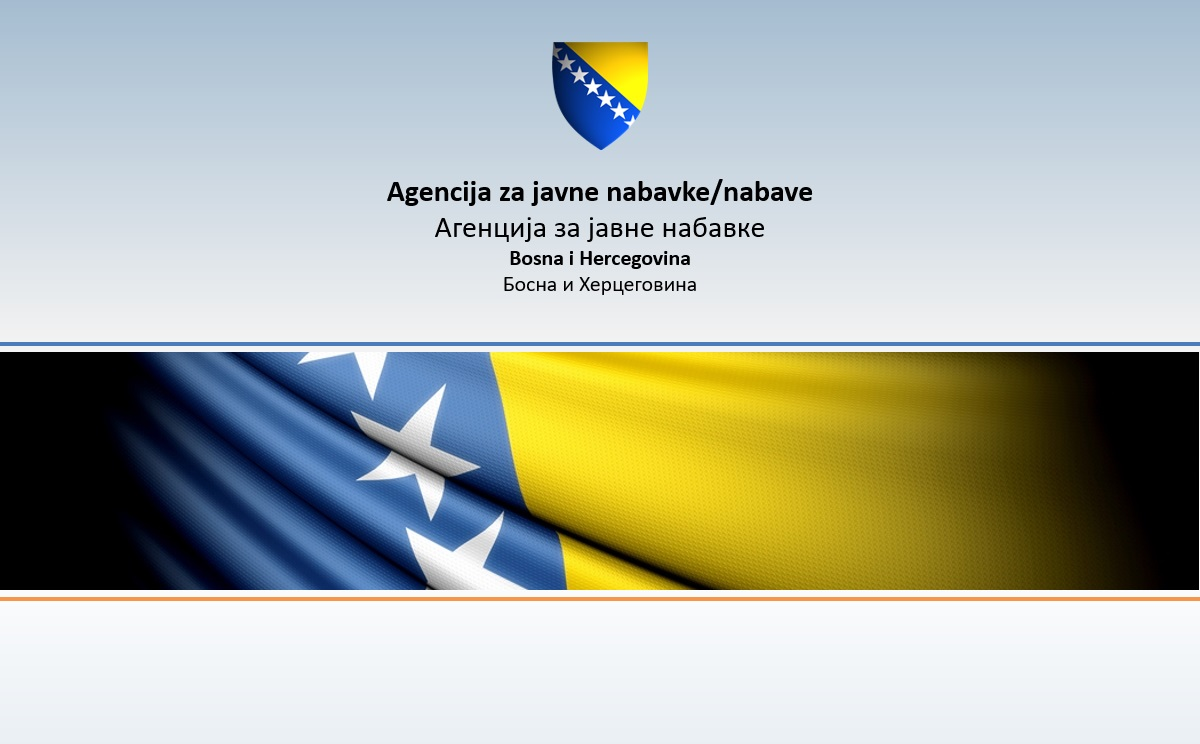 Agencija za javne nabavke/nabave
Агенција за јавне набавке
Bosna i Hercegovina
Босна и Херцеговина